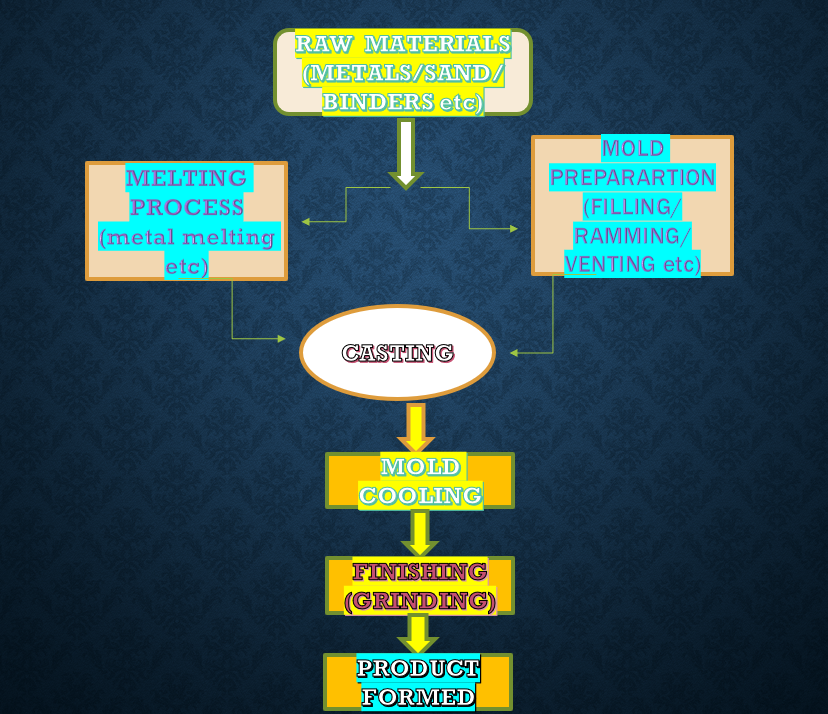 RAW MATERIALS
(METALS/SAND/
BINDERS etc)
MELTING
PROCESS
(metal melting
etc)
MOLD
PREPARARTION
(FILLING/
RAMMING/
VENTING etc)
CASTING
MOLD
COOLING
FINISHING
(GRINDING)
PRODUCT
FORMED